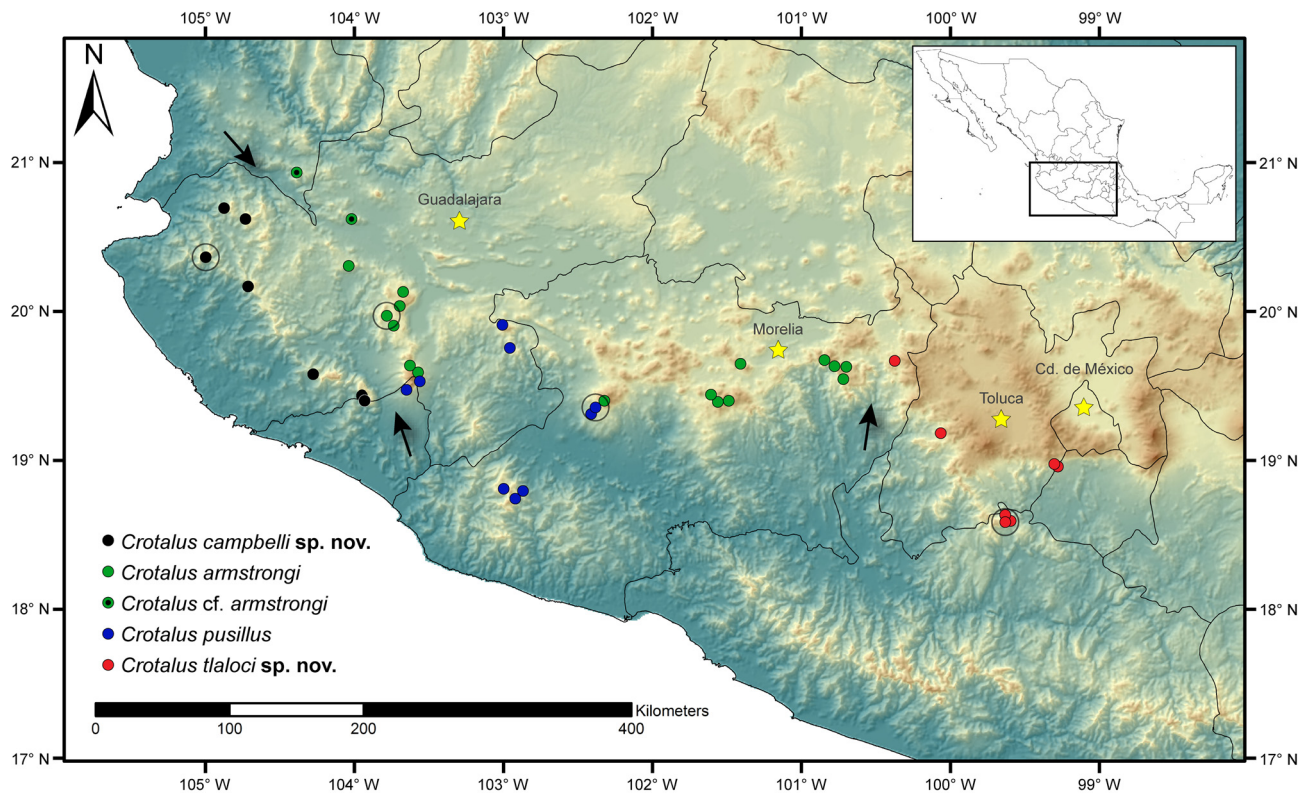 105° W 104° W 103° W 102° W 101° W 100° W 99° W
N
21° N 21° N
Guadalajara
20° N 20° N
Morelia
Cd. de México
Toluca
19° N 19° N
Crotalus campbelli sp. nov.
Crotalus armstrongi
Crotalus cf. armstrongi
18° N 18° N
Crotalus pusillus
Crotalus tlaloci sp. nov.
Kilometers
0 100 200 400
17° N 17° N
105° W 104° W 103° W 102° W 101° W 100° W 99° W